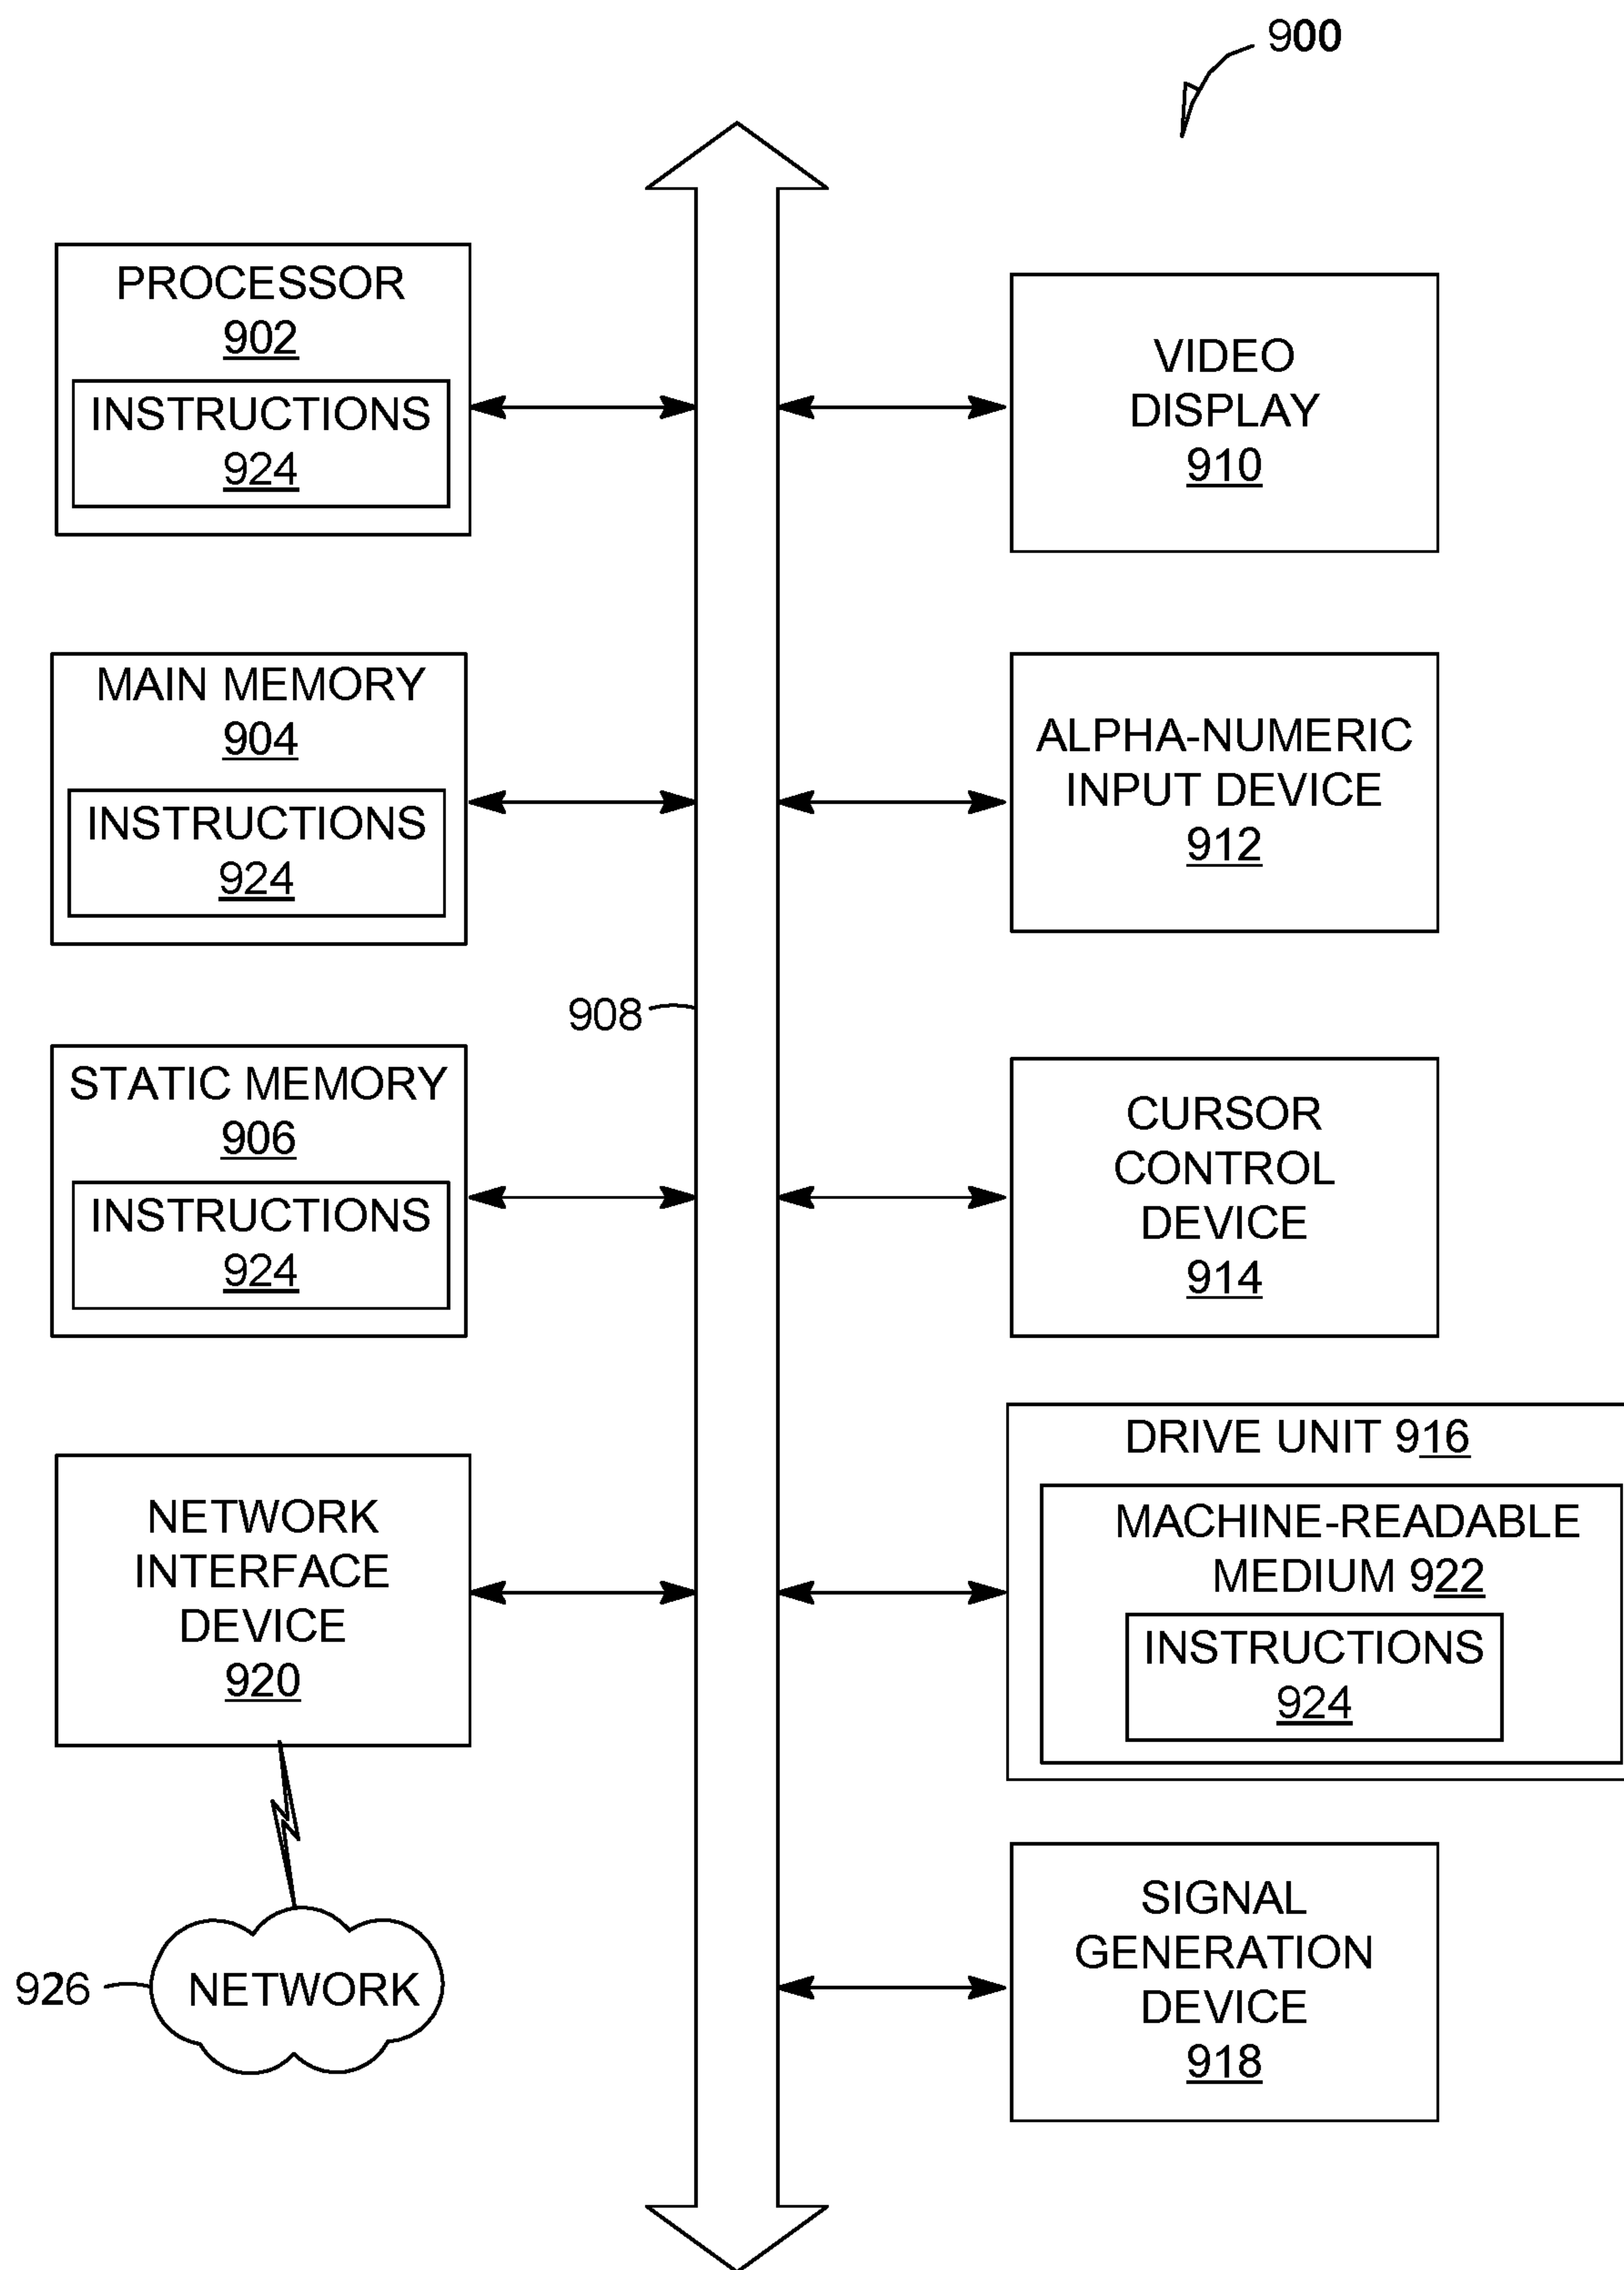 900
PROCESSOR
902
INSTRUCTIONS
924
MAIN MEMORY
904
INSTRUCTIONS
924
908
STATIC MEMORY
906
INSTRUCTIONS
924
NETWORK
INTERFACE
DEVICE
920
926
NETWORK
VIDEO
DISPLAY
910
ALPHA-NUMERIC
INPUT DEVICE
912
CURSOR
CONTROL
DEVICE
914
DRIVE UNIT 916
MACHINE-READABLE
MEDIUM 922
INSTRUCTIONS
924
SIGNAL
GENERATION
DEVICE
918